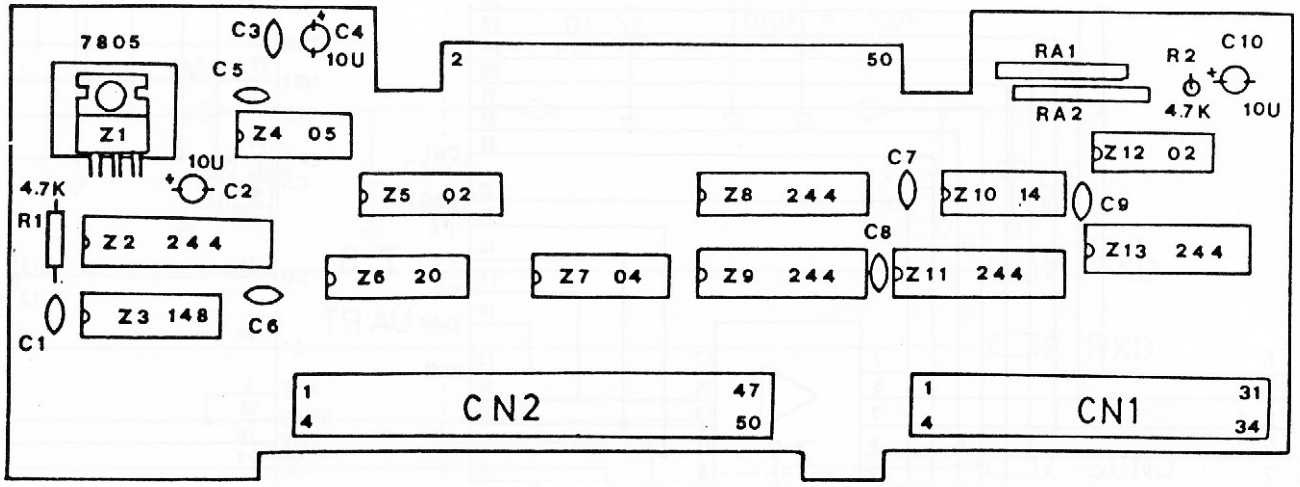 7805
Z1
C3
C4
10U
C5
Z4 05
2
50
RA1
RA2
R2
4.7K
C10
10U
Z12 02
10U
C2
4.7K
R1
Z2 244
Z5 02
Z8 244
C7
Z10 14
C9
C8
Z13 244
Z3 148
C1
C6
Z6 20
Z7 04
Z9 244
Z11 244
1
4
CN2
47
50
1
4
CN1
31
34